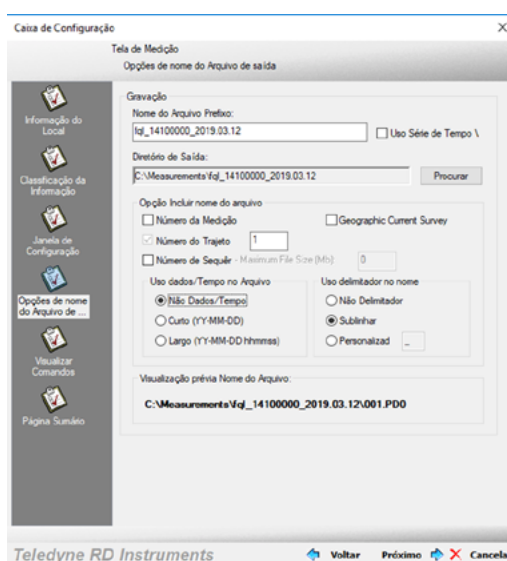 Caixa de Configuração
Tela de Medição
Opções de nome do Arquivo de saída
Informação do Local
Classificação da Informação
Janela de Configuração
Opções de nome do Arquivo de ...
Visualizar Comandos
Página Sumário
Gravação
Nome do Arquivo Prefixo:
fql_14100000_2019.03.12
Uso Série de Tempo \
Diretório de Saída:
C:\Measurements\fql_14100000_2019.03.12
Procurar
Opção Incluir nome do arquivo
Número da Medição
Geographic Current Survey
Número do Trajeto 1
Número de Sequêr - Maximum File Size (Mb): 0
Uso dados/Tempo no Arquivo
Não Dados/Tempo
Curto (YY-MM-DD)
Largo (YY-MM-DD hhmmss)
Uso delimitador no nome
Não Delimitador
Sublinhar
Personalizad _
Visualização prévia Nome do Arquivo:
C:\Measurements\fql_14100000_2019.03.12\001.PD0
Teledyne RD Instruments
Voltar Próximo Cancela